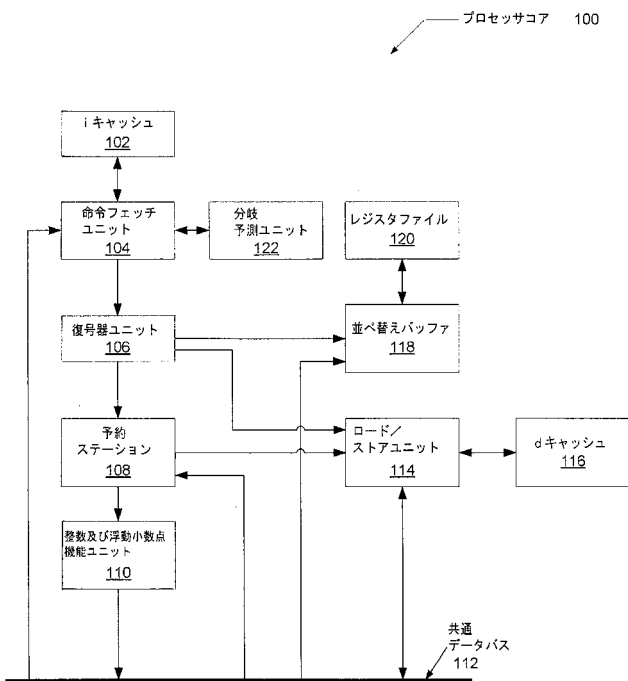 プロセッサコア 100
iキャッシュ
102
命令フェッチ
ユニット
104
分岐
予測ユニット
122
レジスタファイル
120
復号器ユニット
106
並べ替えバッファ
118
予約
ステーション
108
ロード/
ストアユニット
114
dキャッシュ
116
整数及び浮動小数点
機能ユニット
110
共通
データバス
112